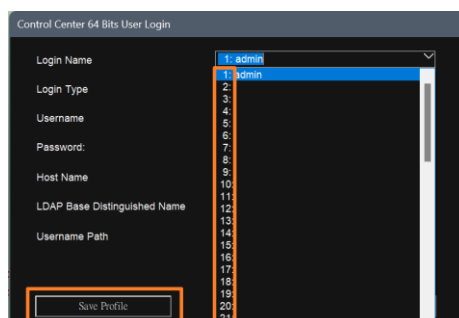 Control Center 64 Bits User Login
Login Name
1: admin
1: admin
Login Type
2:
3:
Username
4:
5:
6:
Password:
7:
8:
Host Name
9:
10:
11:
LDAP Base Distinguished Name
12:
13:
Username Path
14:
15:
16:
17:
18:
19:
Save Profile
20:
21: